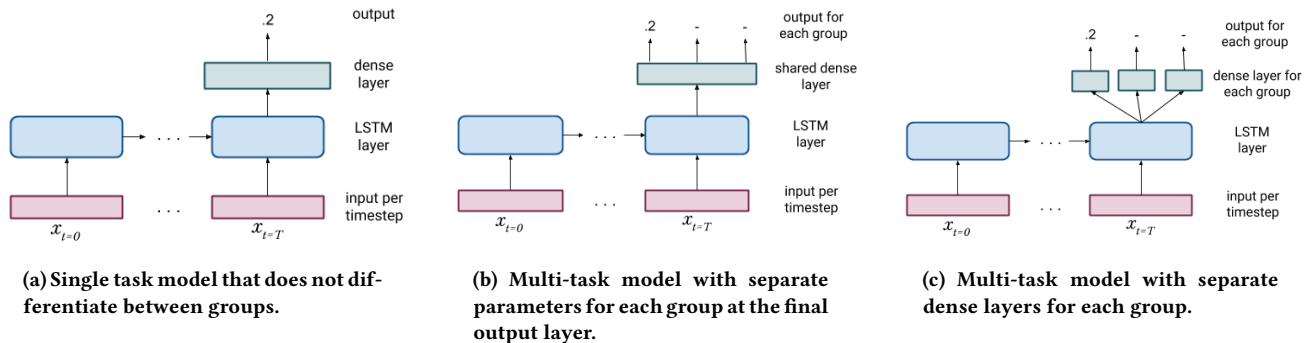 .2
output
dense
layer
. . .
LSTM
layer
. . .
input per
timestep
x_{t=0}
x_{t=T}
(a) Single task model that does not dif-
ferentiate between groups.
output for
each group
.2
-
-
shared dense
layer
. . .
LSTM
layer
. . .
input per
timestep
x_{t=0}
x_{t=T}
(b) Multi-task model with separate
parameters for each group at the final
output layer.
output for
each group
.2
-
-
dense layer for
each group
. . .
LSTM
layer
. . .
input per
timestep
x_{t=0}
x_{t=T}
(c) Multi-task model with separate
dense layers for each group.